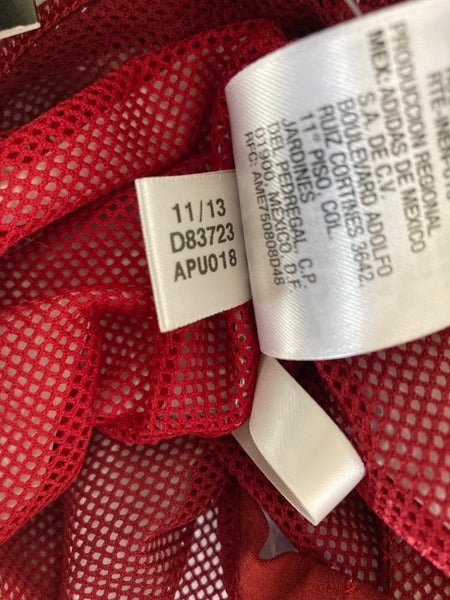 11/13
D83723
APU018
PRODUCCION REGINAL
MEX: ADIDAS DE MEXICO
S.A. DE C.V.
BOULEVARD ADOLFO
RUIZ CORTINES 3642.
11° PISO, COL.
JARDINES
DEL PEDREGAL, C.P
01900, MEXICO, D.F.
RFC: AME750808D48